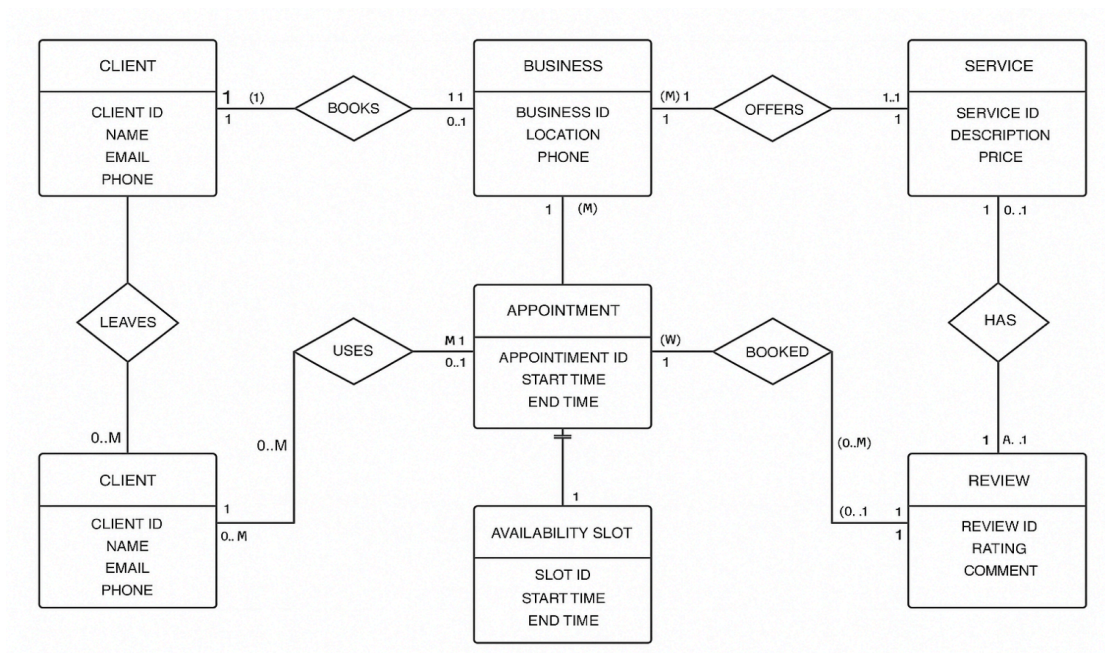 CLIENT
CLIENT ID
NAME
EMAIL
PHONE
1 (1)
1
BOOKS
1 1
0..1
BUSINESS
BUSINESS ID
LOCATION
PHONE
(M) 1
1
OFFERS
1..1
1
SERVICE
SERVICE ID
DESCRIPTION
PRICE
1 (M)
1 0. .1
LEAVES
USES
M 1
0..1
APPOINTMENT
APPOINTIMENT ID
START TIME
END TIME
(W)
1
BOOKED
HAS
0..M
0..M
(0..M)
1 A. .1
CLIENT
CLIENT ID
NAME
EMAIL
PHONE
1
0.. M
1
AVAILABILITY SLOT
SLOT ID
START TIME
END TIME
(0. .1 1
1
REVIEW
REVIEW ID
RATING
COMMENT